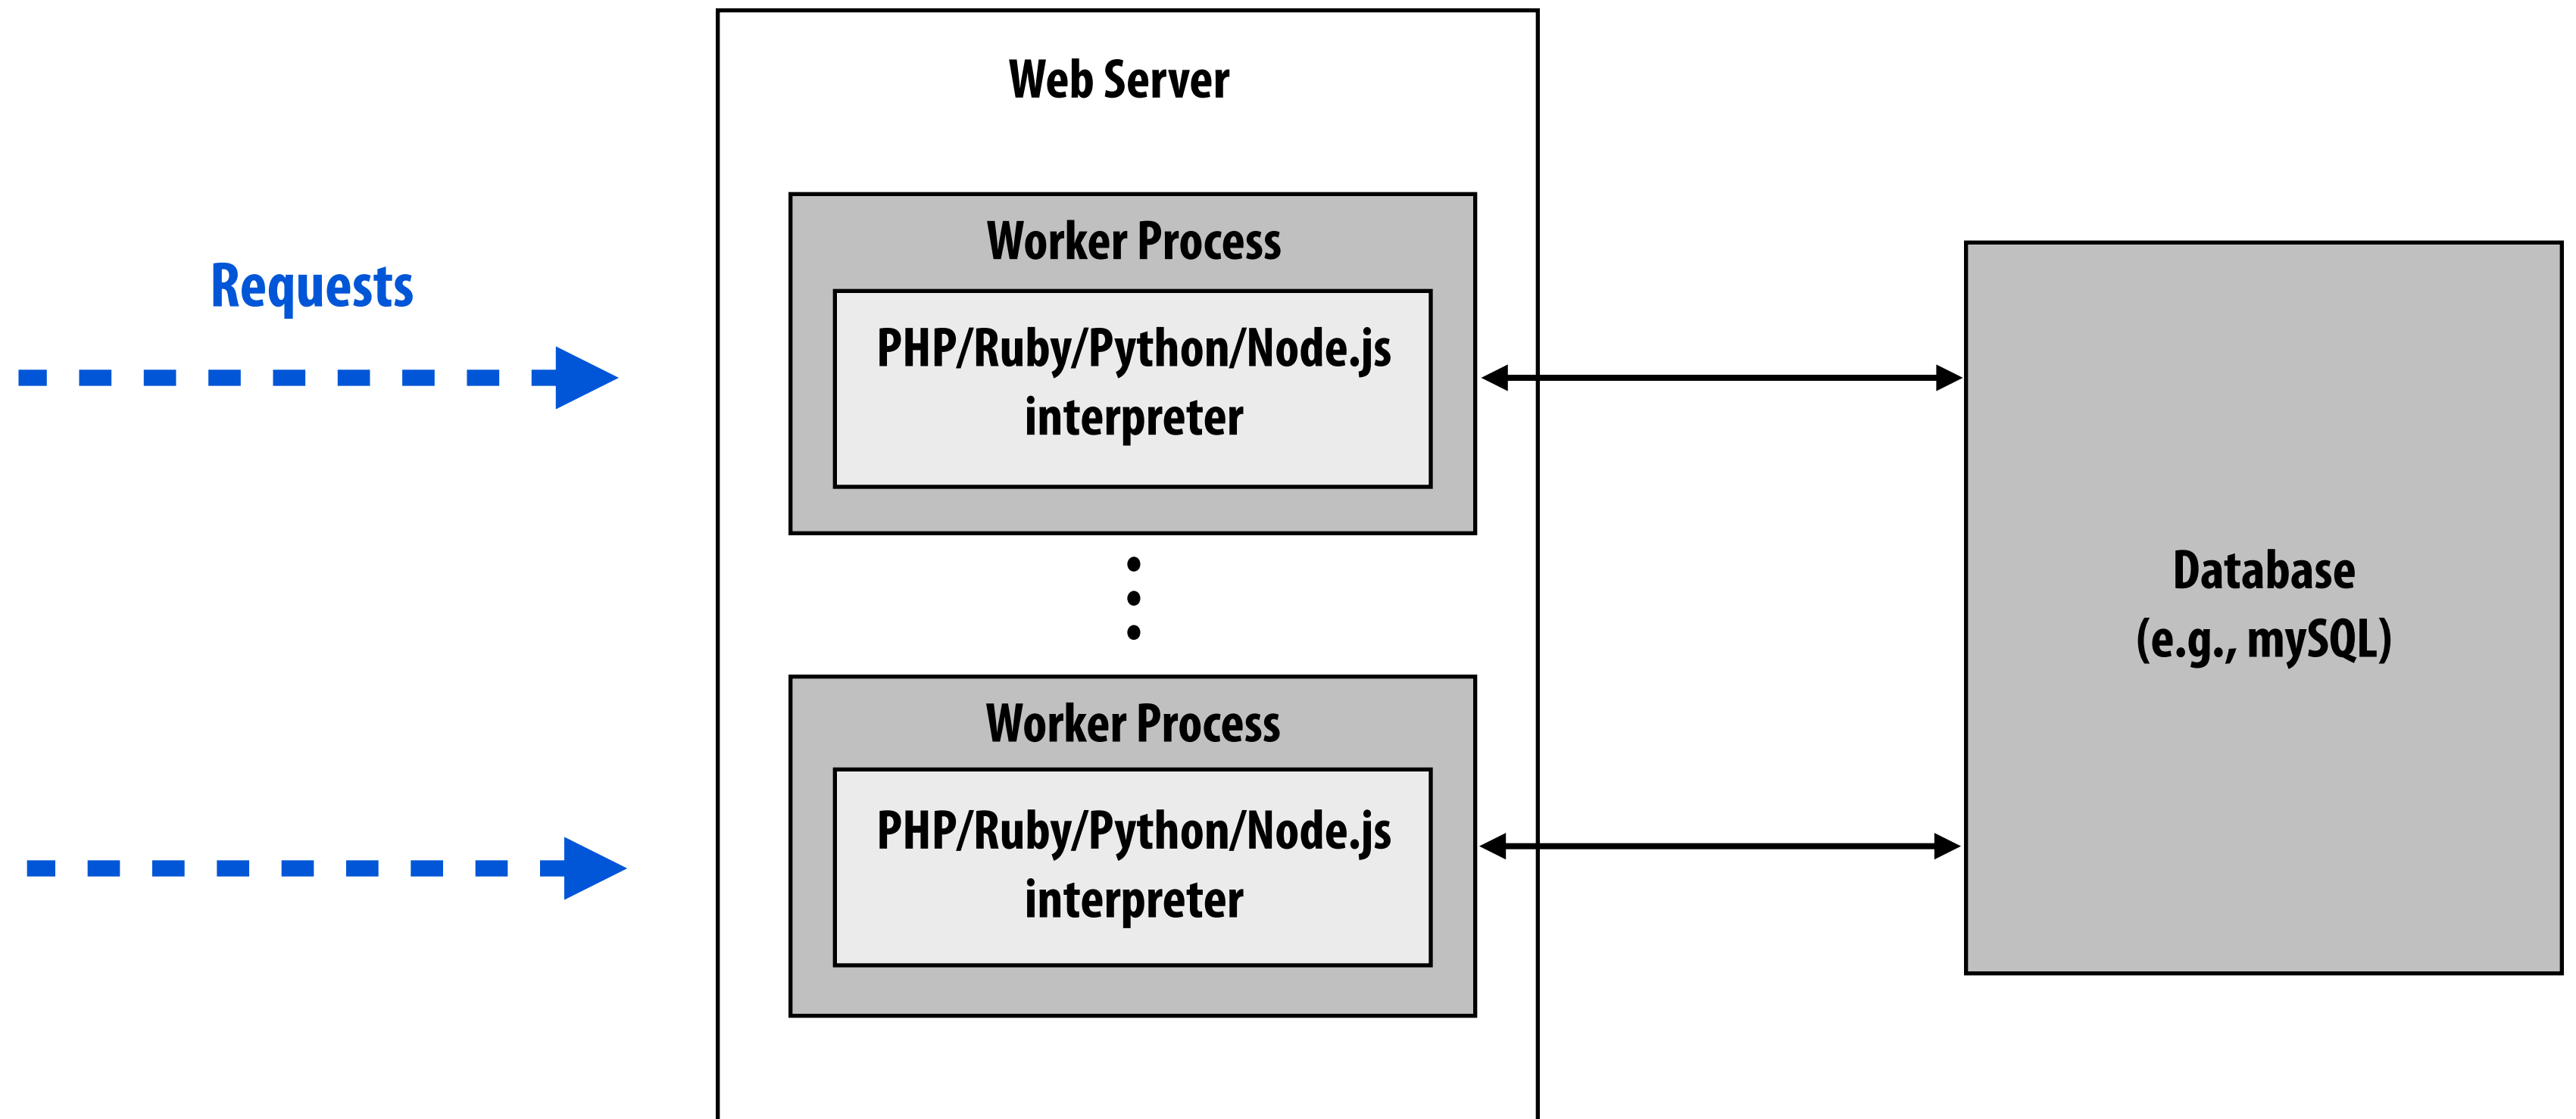 Web Server
Requests
Worker Process
PHP/Ruby/Python/Node.js
interpreter
Worker Process
PHP/Ruby/Python/Node.js
interpreter
Database
(e.g., mySQL)